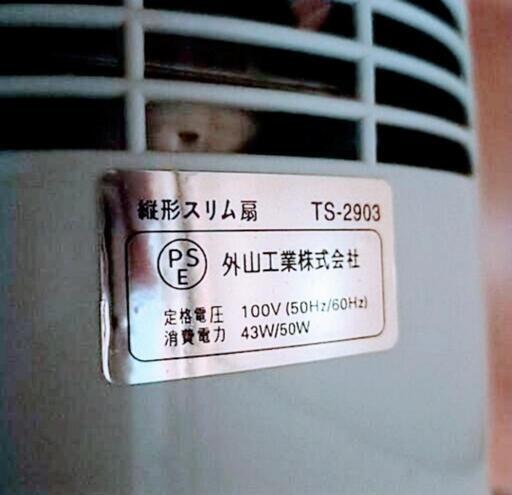 縦形スリム扇 TS-2903
PSE 外山工業株式会社
定格電圧 100V (50Hz/60Hz)
消費電力 43W/50W